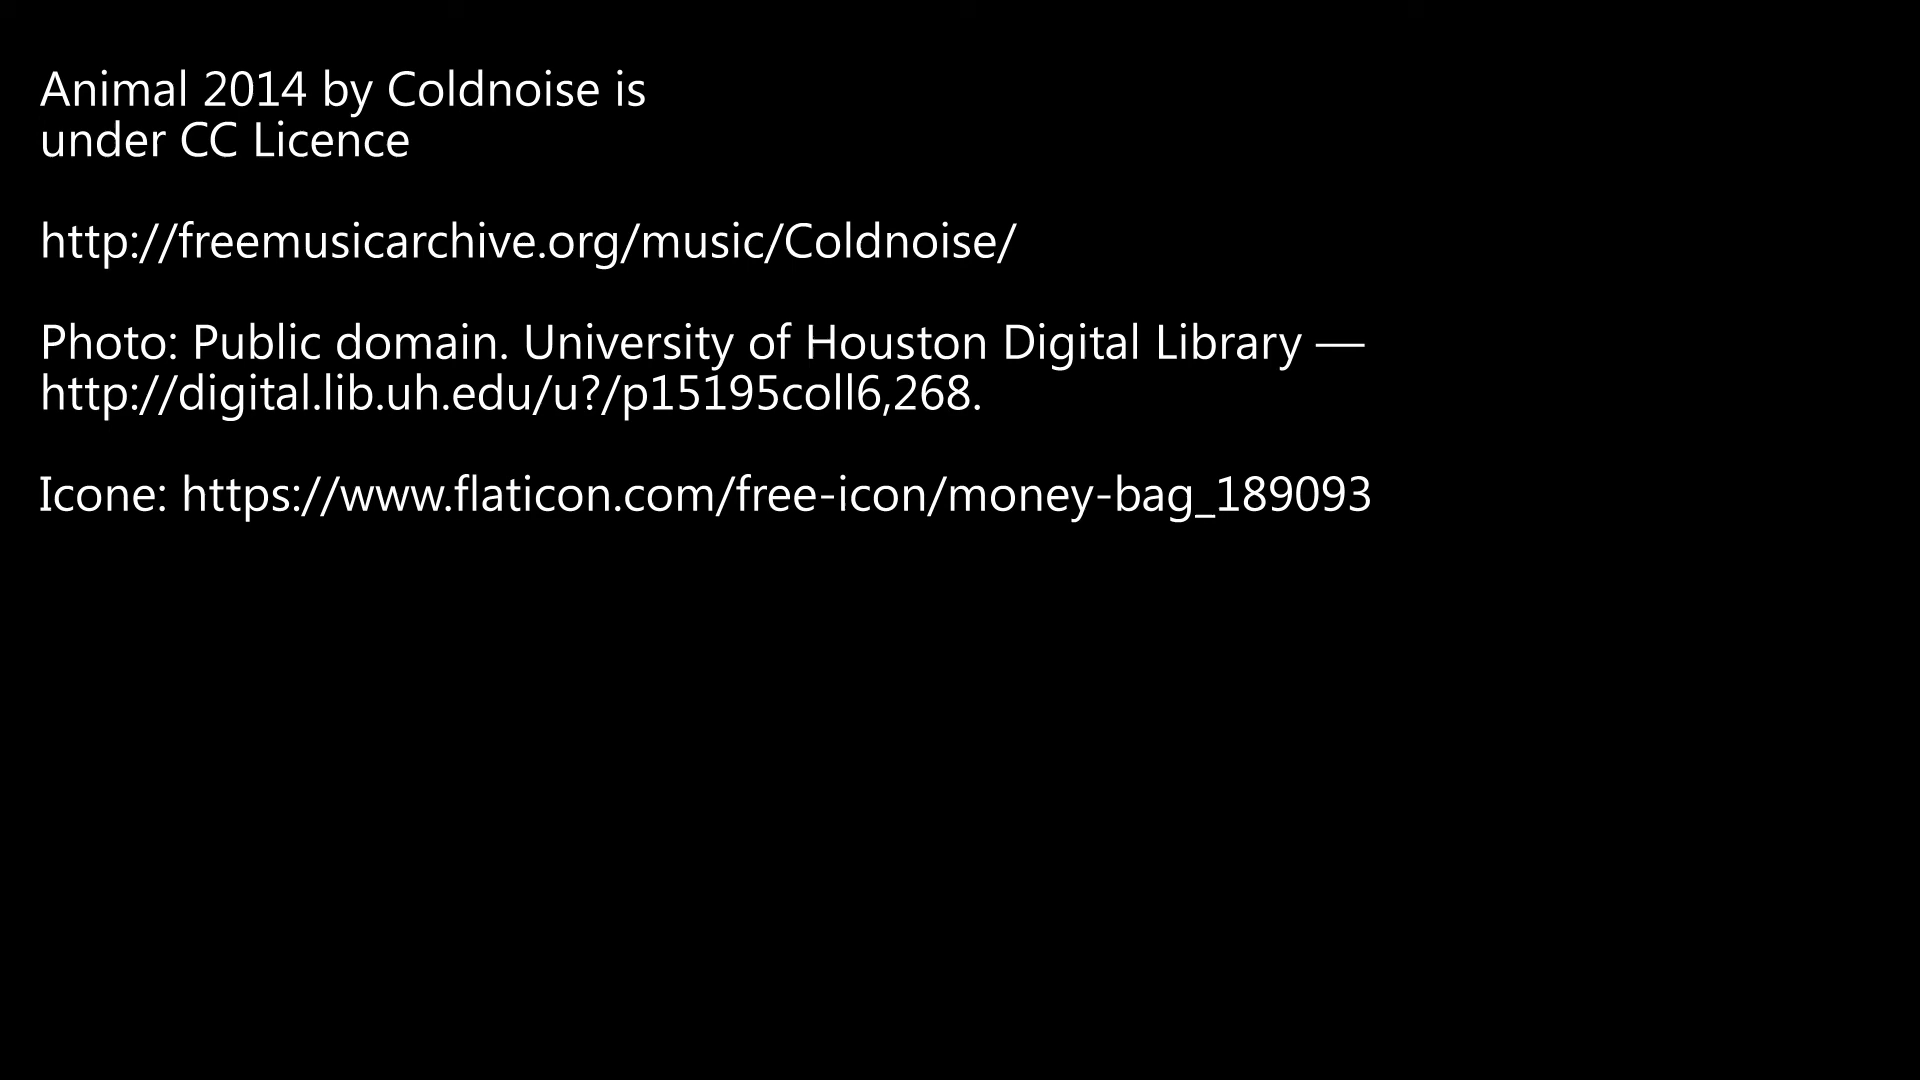 Animal 2014 by Coldnoise is
under CC Licence
http://freemusicarchive.org/music/Coldnoise/
Photo: Public domain. University of Houston Digital Library —
http://digital.lib.uh.edu/u?/p15195coll6,268.
Icone: https://www.flaticon.com/free-icon/money-bag_189093